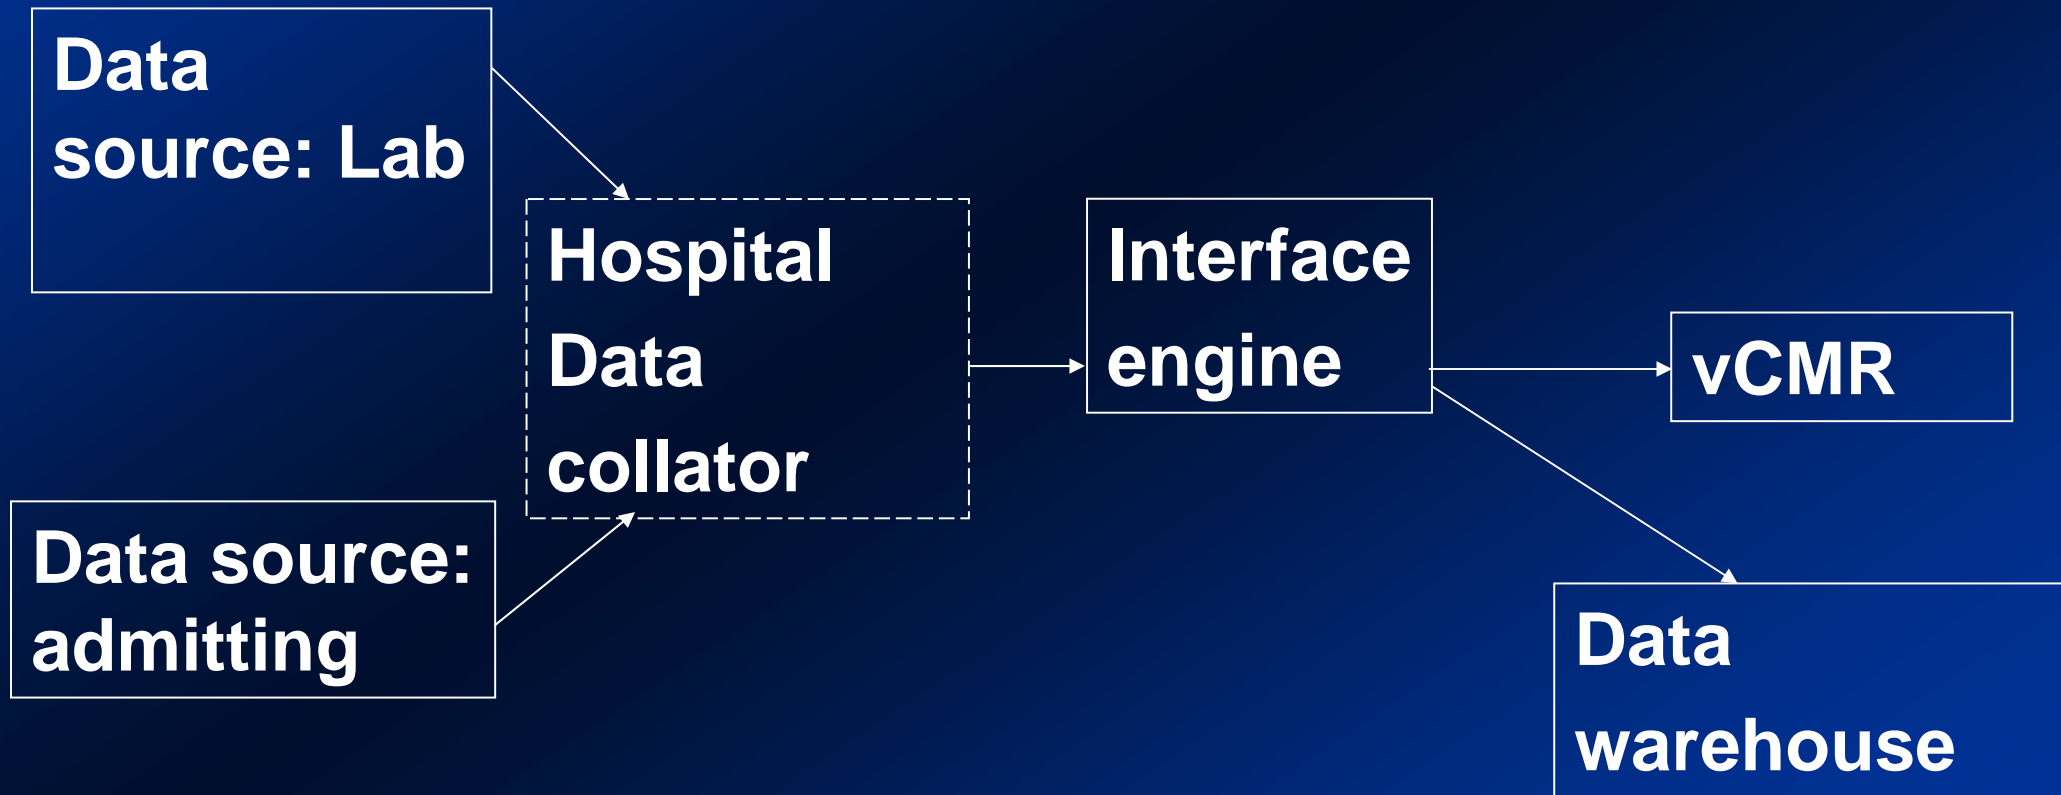 Data
source: Lab
Hospital
Data
collator
Interface
engine
vCMR
Data source:
admitting
Data
warehouse